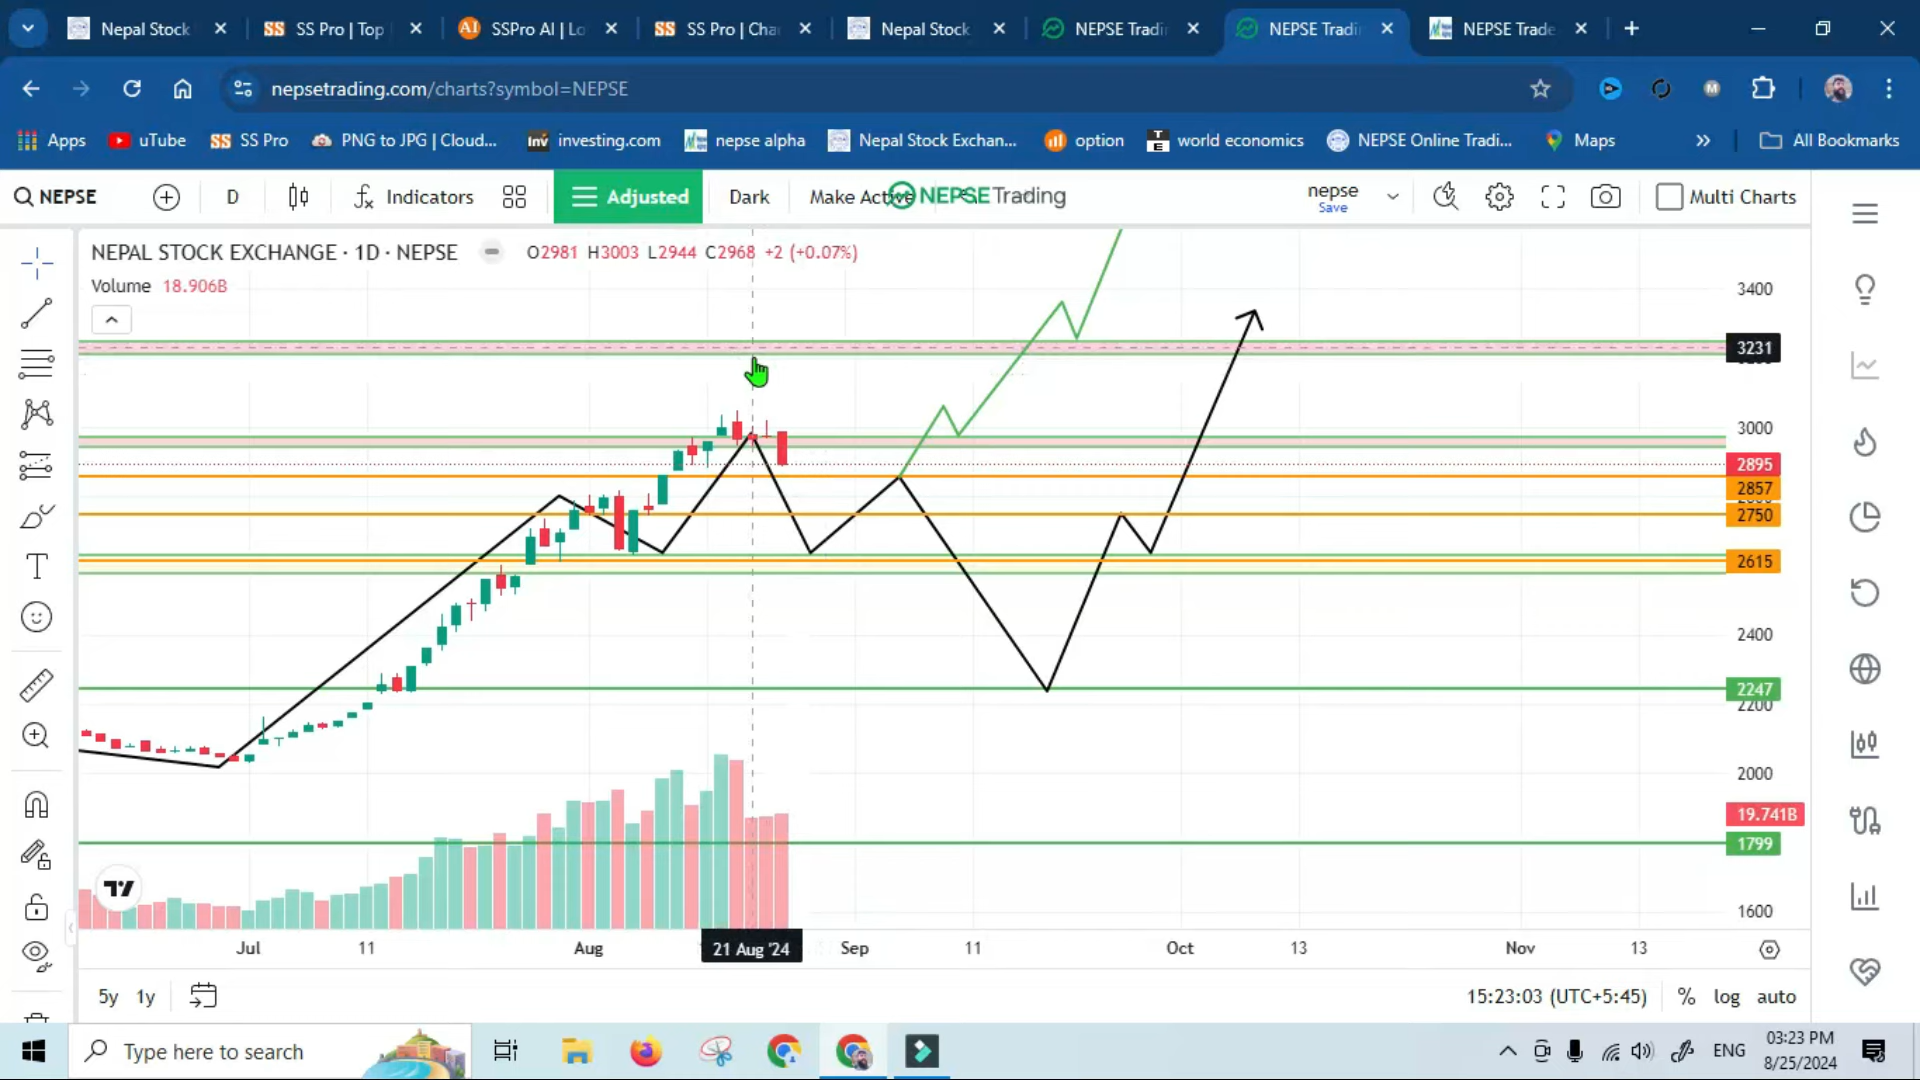 Nepal Stock
SS Pro | Top
SSPro AI | Lo
SS Pro | Cha
Nepal Stock
NEPSE Tradi
NEPSE Tradi
NEPSE Trade
nepsetrading.com/charts?symbol=NEPSE
Apps
uTube
SS Pro
PNG to JPG | Cloud...
investing.com
nepse alpha
Nepal Stock Exchan...
option
world economics
NEPSE Online Tradi...
Maps
All Bookmarks
NEPSE
D
Indicators
Adjusted
Dark
Make Active
NEPSE Trading
nepse
Save
Multi Charts
NEPAL STOCK EXCHANGE · 1D · NEPSE
O2981 H3003 L2944 C2968 +2 (+0.07%)
Volume 18.906B
3400
3231
3000
2895
2857
2750
2615
2400
2247
2200
2000
19.741B
1799
1600
Jul
11
Aug
21 Aug '24
Sep
11
Oct
13
Nov
13
5y
1y
15:23:03 (UTC+5:45)
%
log
auto
Type here to search
ENG
03:23 PM
8/25/2024